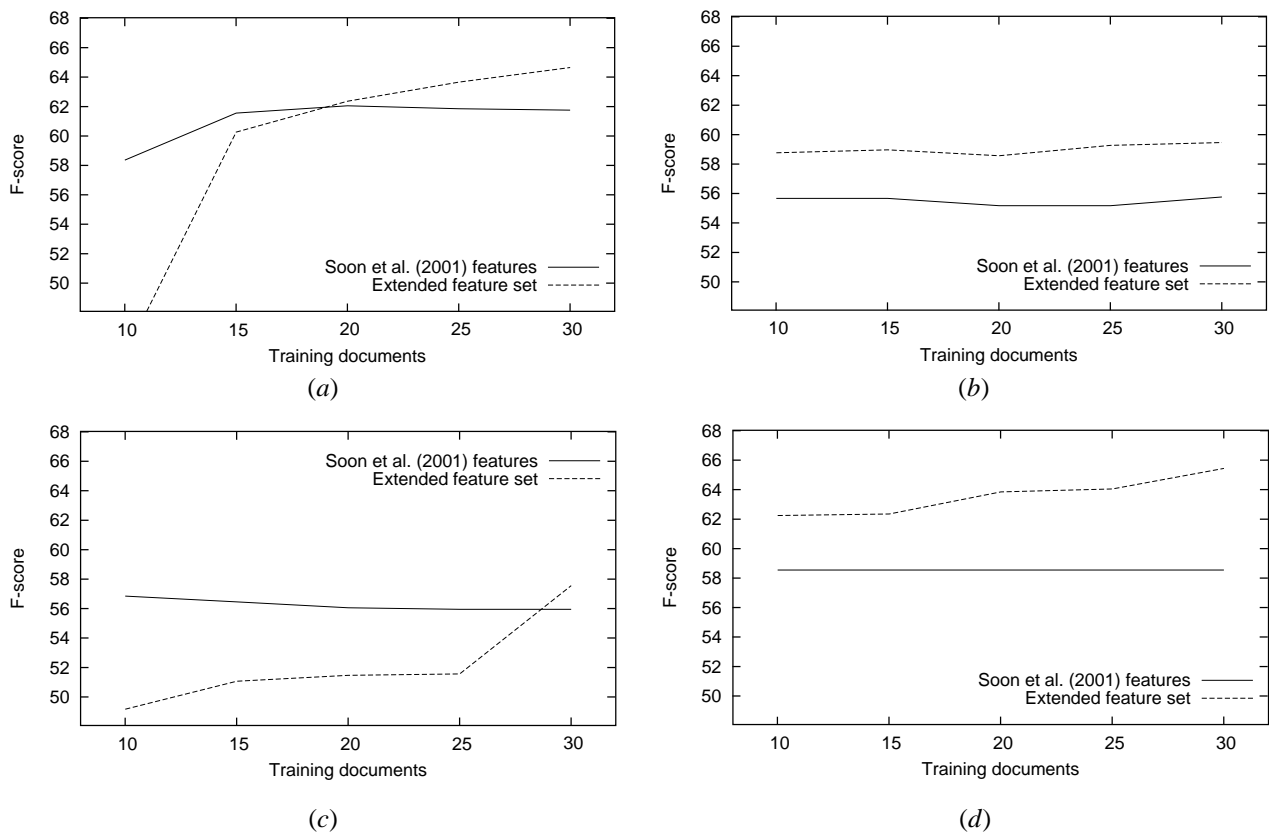 68
66
64
62
60
58
56
54
52
50
F-score
Soon et al. (2001) features
Extended feature set
10 15 20 25 30
Training documents
(a)
68
66
64
62
60
58
56
54
52
50
F-score
Soon et al. (2001) features
Extended feature set
10 15 20 25 30
Training documents
(b)
68
66
64
62
60
58
56
54
52
50
F-score
Soon et al. (2001) features
Extended feature set
10 15 20 25 30
Training documents
(c)
68
66
64
62
60
58
56
54
52
50
F-score
Soon et al. (2001) features
Extended feature set
10 15 20 25 30
Training documents
(d)